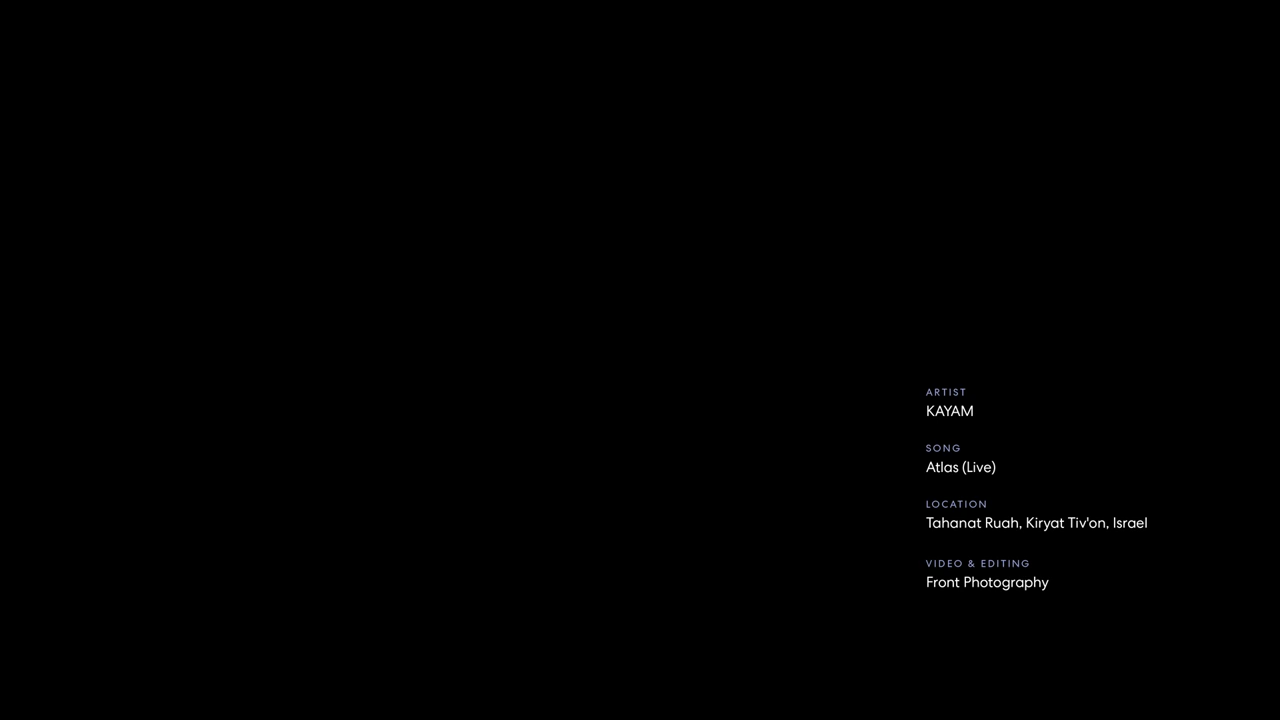 ARTIST
KAYAM
SONG
Atlas (Live)
LOCATION
Tahanat Ruah, Kiryat Tiv'on, Israel
VIDEO & EDITING
Front Photography